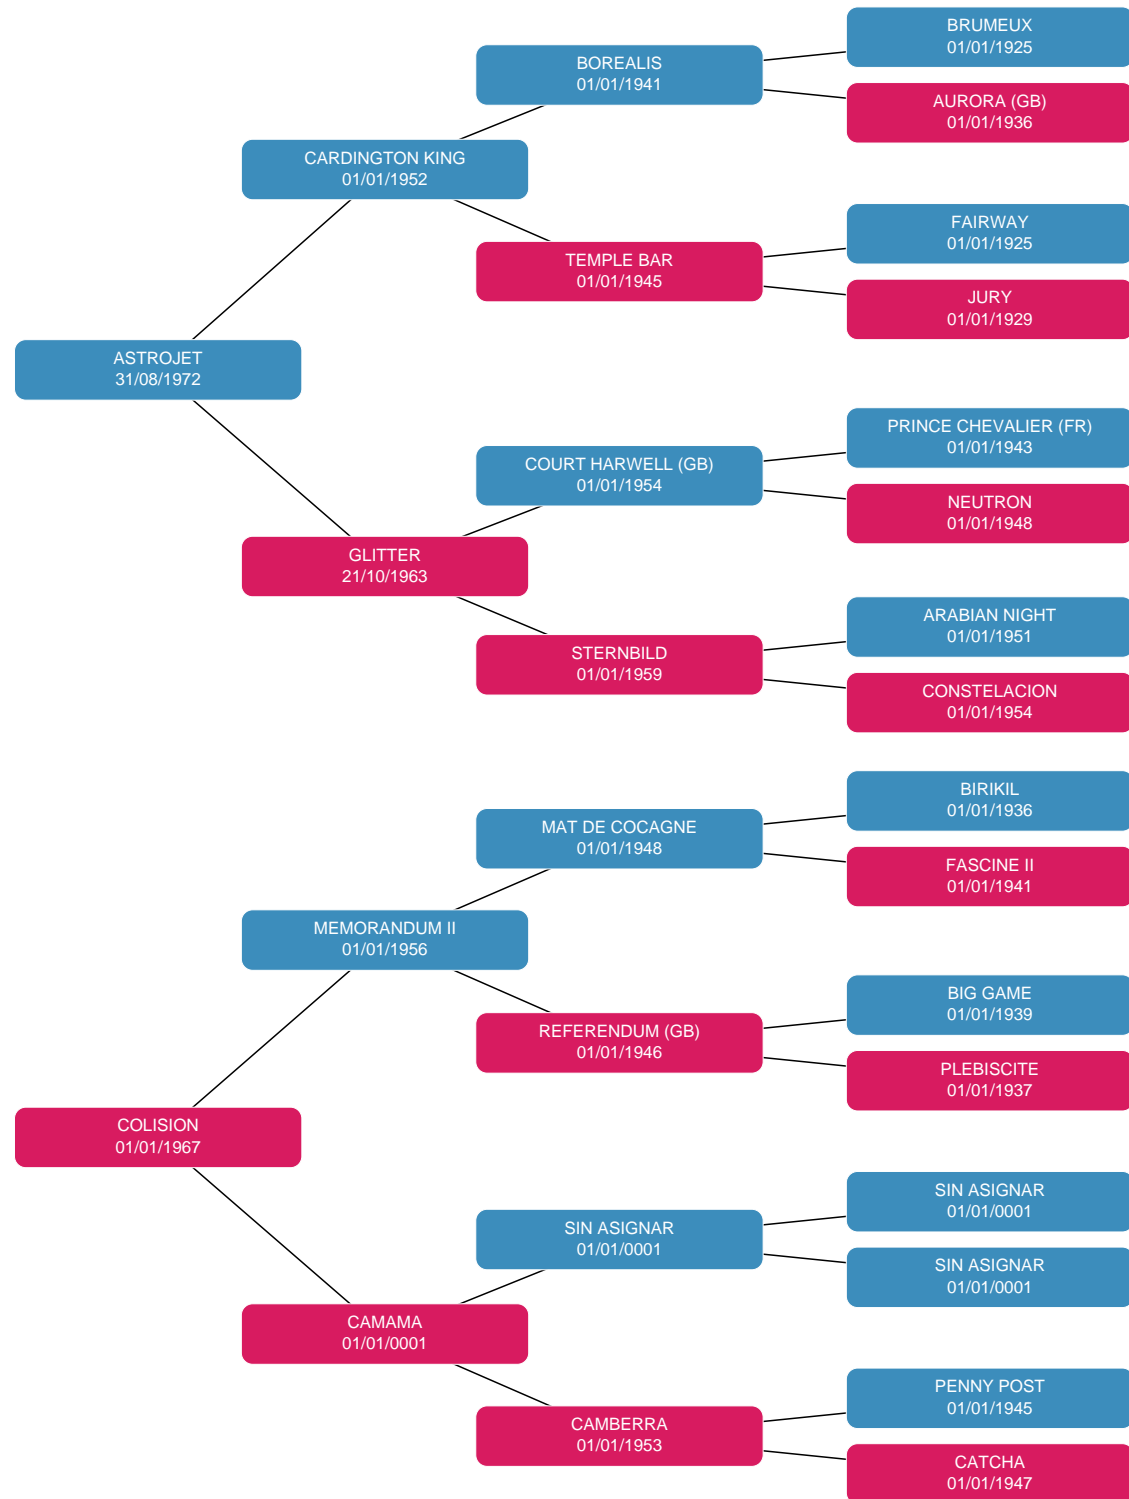 BRUMEUX
01/01/1925
BOREALIS
01/01/1941
AURORA (GB)
01/01/1936
CARDINGTON KING
01/01/1952
FAIRWAY
01/01/1925
TEMPLE BAR
01/01/1945
JURY
01/01/1929
ASTROJET
31/08/1972
PRINCE CHEVALIER (FR)
01/01/1943
COURT HARWELL (GB)
01/01/1954
NEUTRON
01/01/1948
GLITTER
21/10/1963
ARABIAN NIGHT
01/01/1951
STERNBILD
01/01/1959
CONSTELACION
01/01/1954
BIRIKIL
01/01/1936
MAT DE COCAGNE
01/01/1948
FASCINE II
01/01/1941
MEMORANDUM II
01/01/1956
BIG GAME
01/01/1939
REFERENDUM (GB)
01/01/1946
PLEBISCITE
01/01/1937
COLISION
01/01/1967
SIN ASIGNAR
01/01/0001
SIN ASIGNAR
01/01/0001
SIN ASIGNAR
01/01/0001
CAMAMA
01/01/0001
PENNY POST
01/01/1945
CAMBERRA
01/01/1953
CATCHA
01/01/1947